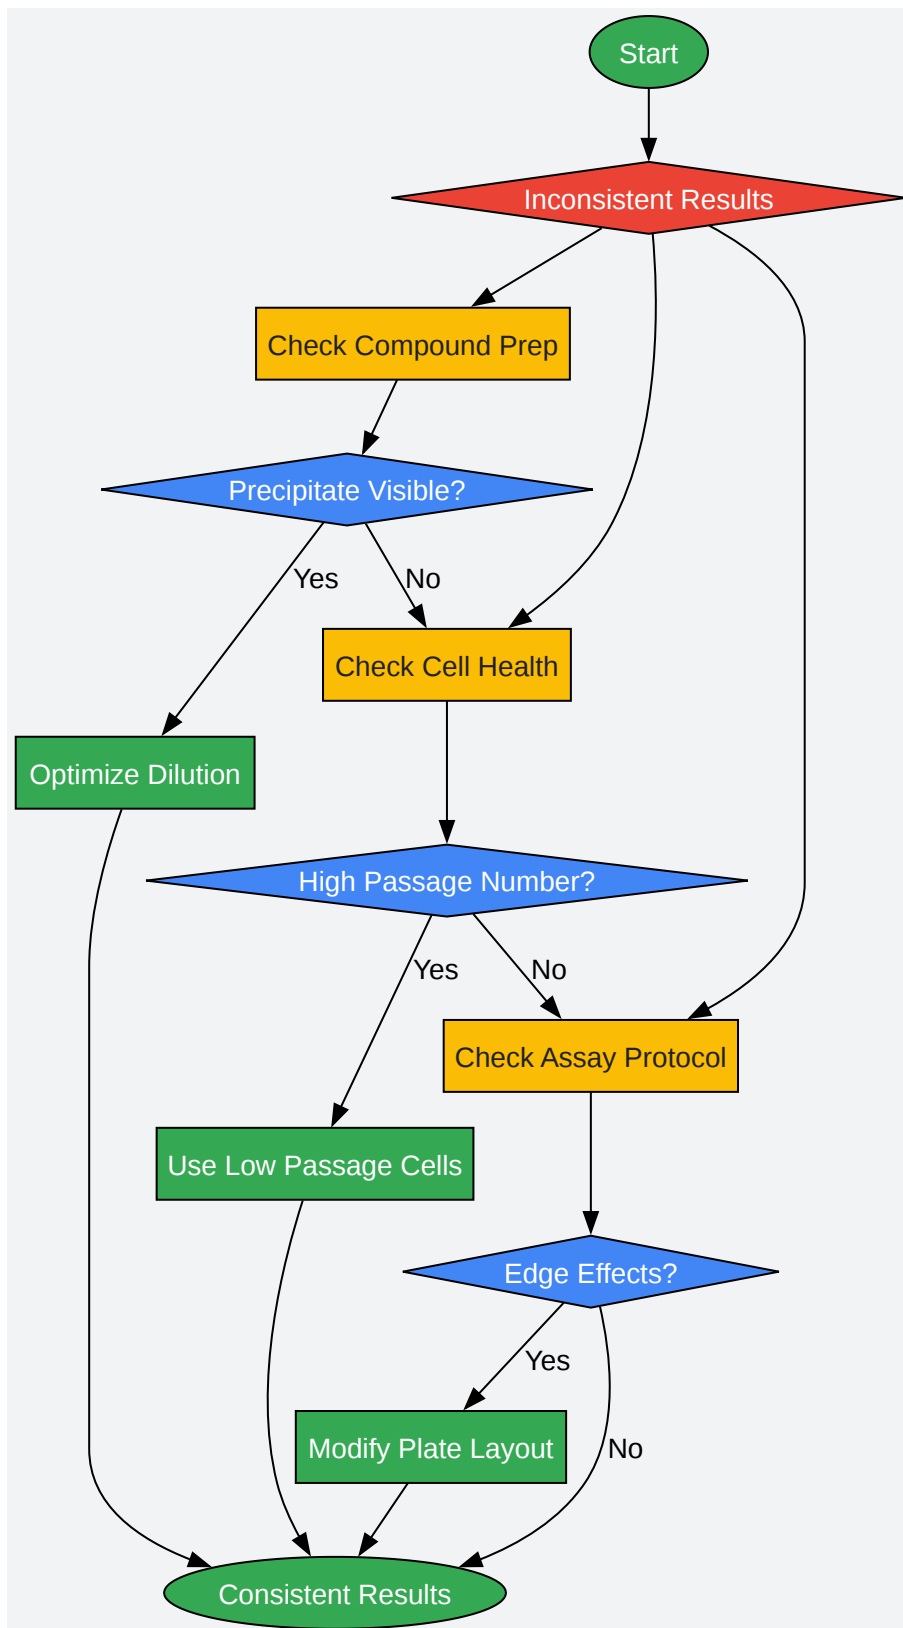 Start
Inconsistent Results
Check Compound Prep
Precipitate Visible?
Yes
No
Check Cell Health
Optimize Dilution
High Passage Number?
Yes
No
Check Assay Protocol
Use Low Passage Cells
Edge Effects?
Yes
Modify Plate Layout
No
Consistent Results